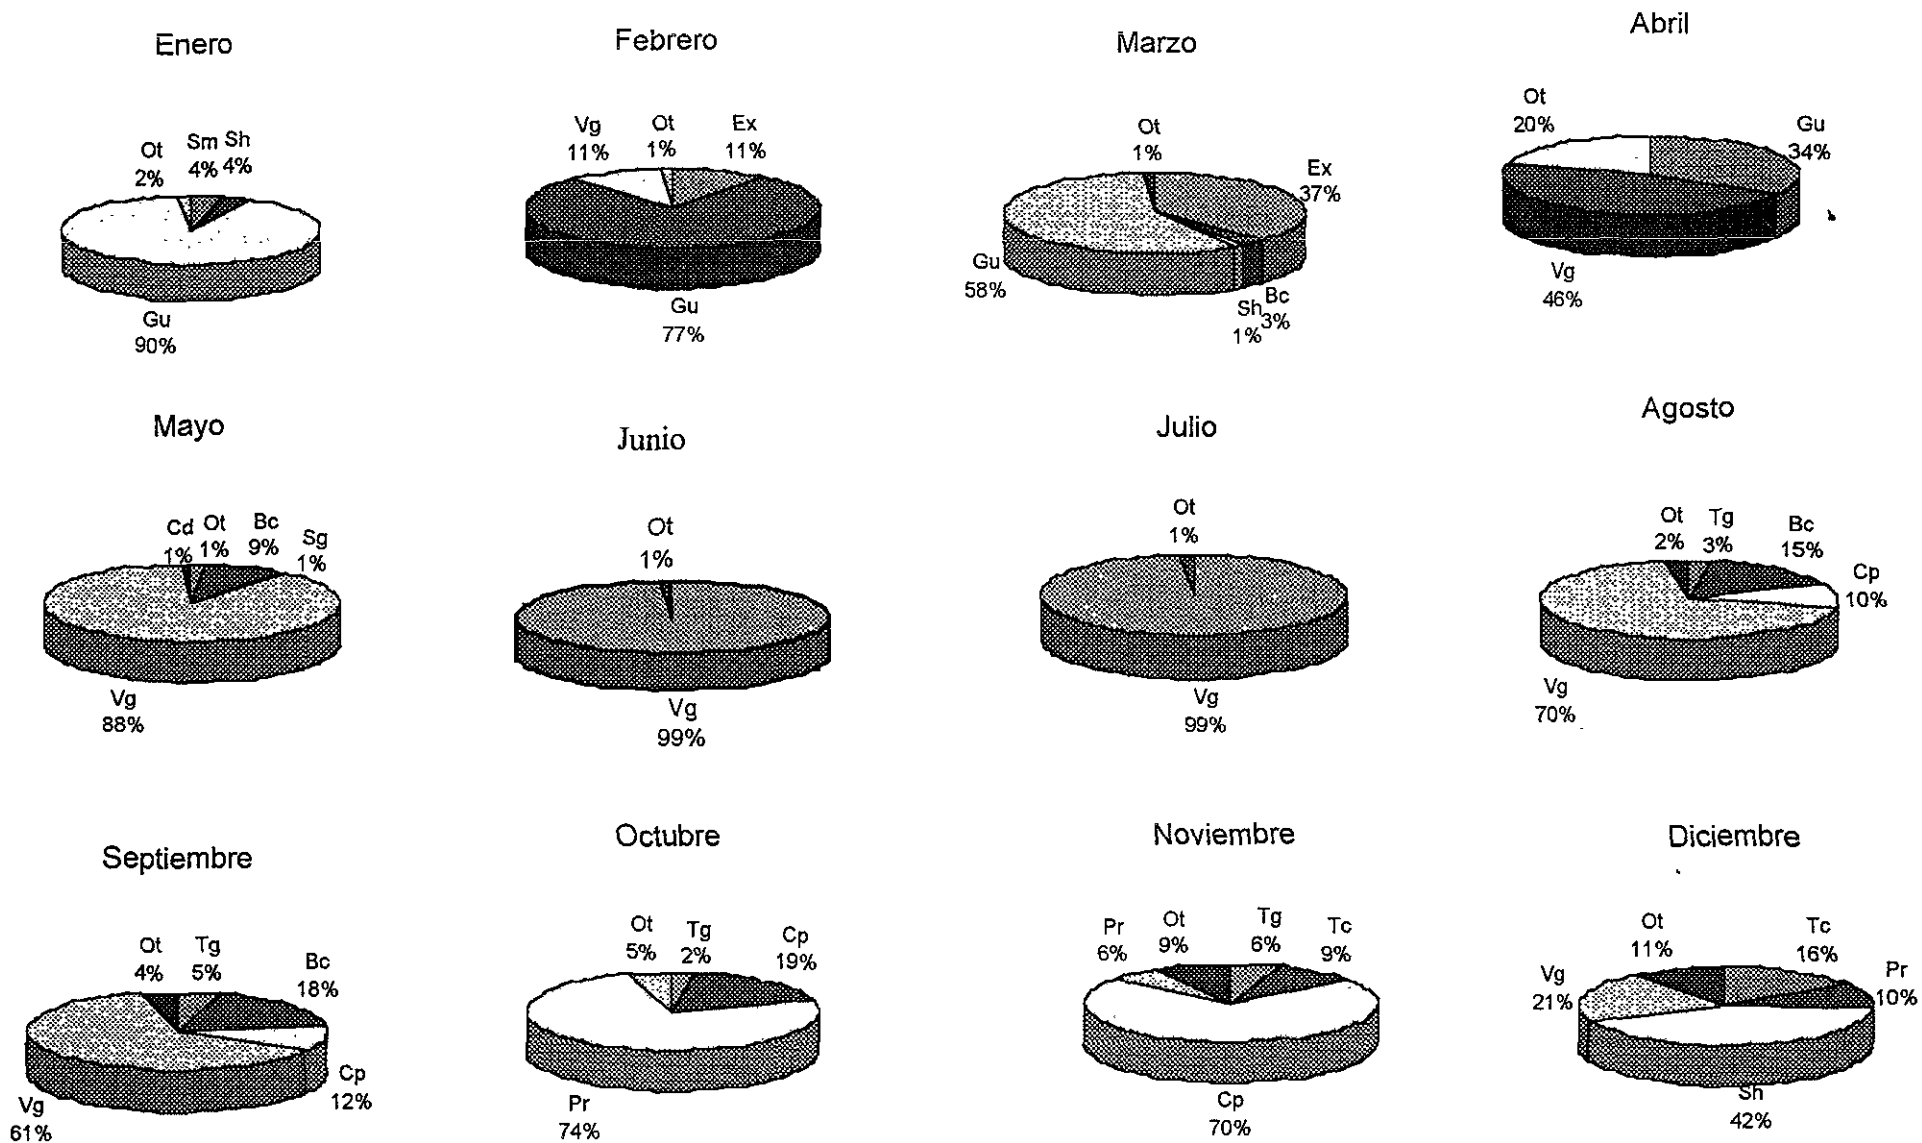 Enero
Ot
2%
Sm
4%
Sh
4%
Gu
90%
Febrero
Vg
11%
Ot
1%
Ex
11%
Gu
77%
Marzo
Ot
1%
Ex
37%
Gu
58%
Sh
1%
Bc
3%
Abril
Ot
20%
Gu
34%
Vg
46%
Mayo
Cd
1%
Ot
1%
Bc
9%
Sg
1%
Vg
88%
Junio
Ot
1%
Vg
99%
Julio
Ot
1%
Vg
99%
Agosto
Ot
2%
Tg
3%
Bc
15%
Cp
10%
Vg
70%
Septiembre
Ot
4%
Tg
5%
Bc
18%
Cp
12%
Vg
61%
Octubre
Ot
5%
Tg
2%
Cp
19%
Pr
74%
Noviembre
Pr
6%
Ot
9%
Tg
6%
Tc
9%
Cp
70%
Diciembre
Ot
11%
Tc
16%
Vg
21%
Pr
10%
Sh
42%